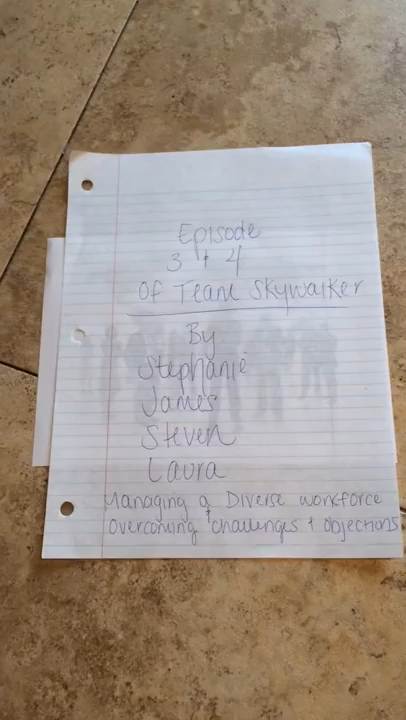 Episode
3 + 4
Of Team Skywalker
By
Stephanie
James
Steven
Laura
Managing a Diverse workforce
+
Overcoming challenges + objections